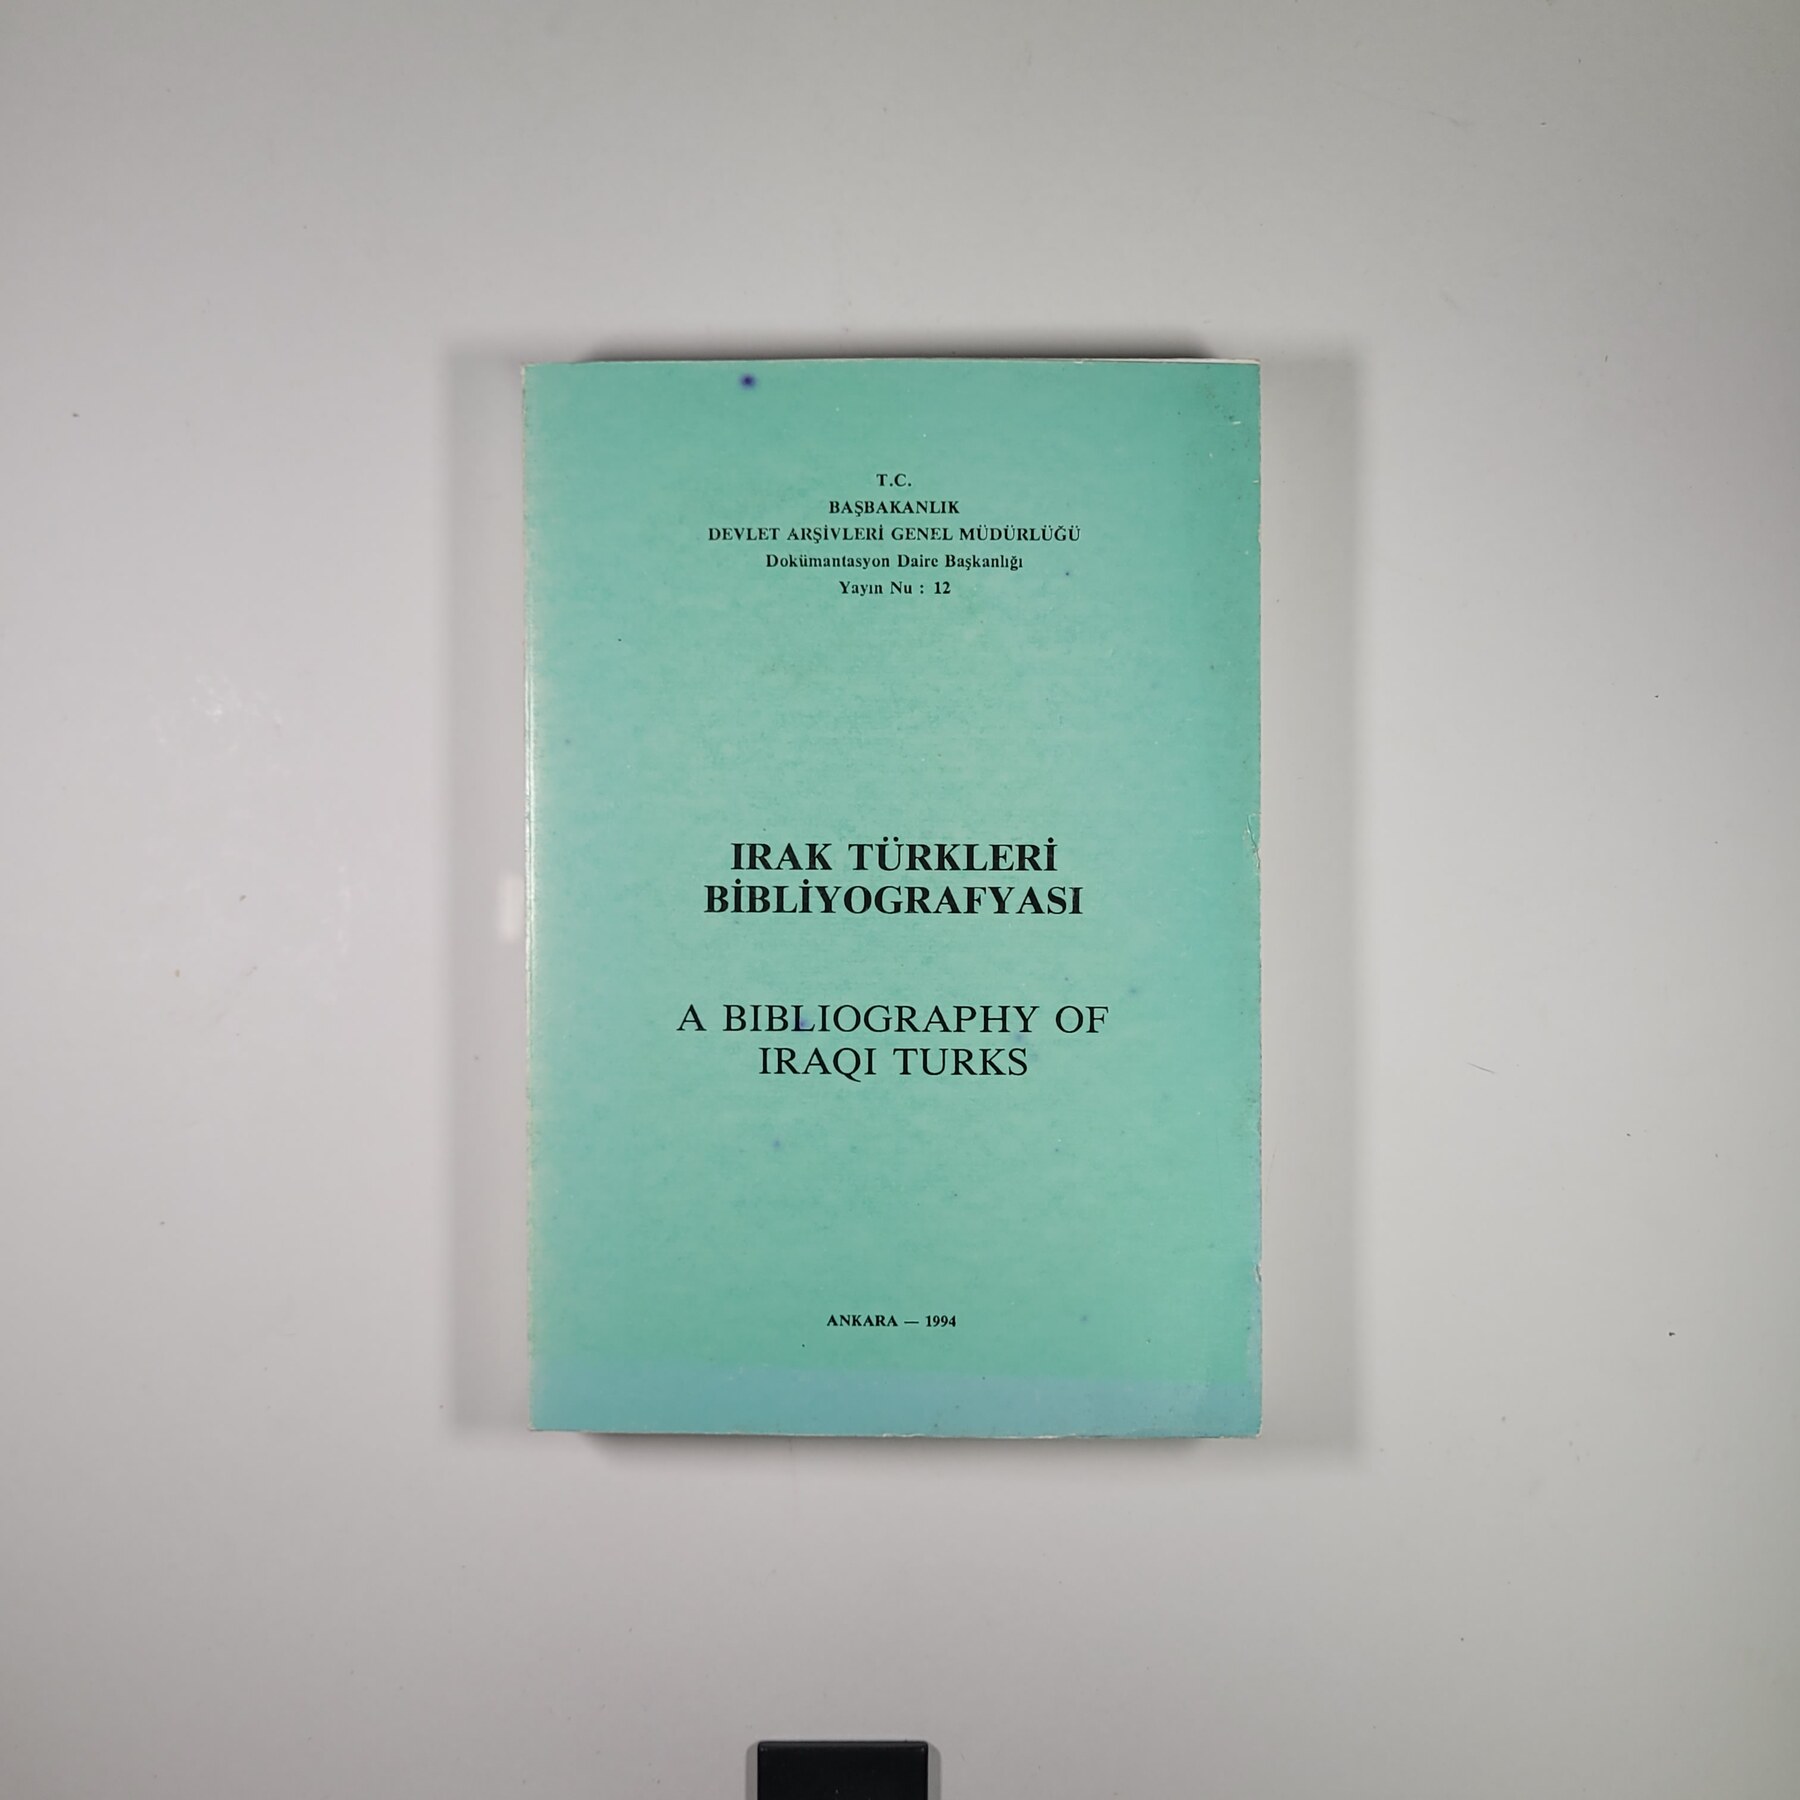 T.C.
BAŞBAKANLIK
DEVLET ARŞİVLERİ GENEL MÜDÜRLÜĞÜ
Dokümantasyon Daire Başkanlığı
Yayın Nu : 12
IRAK TÜRKLERİ
BİBLİYOGRAFYASI
A BIBLIOGRAPHY OF
IRAQI TURKS
ANKARA — 1994